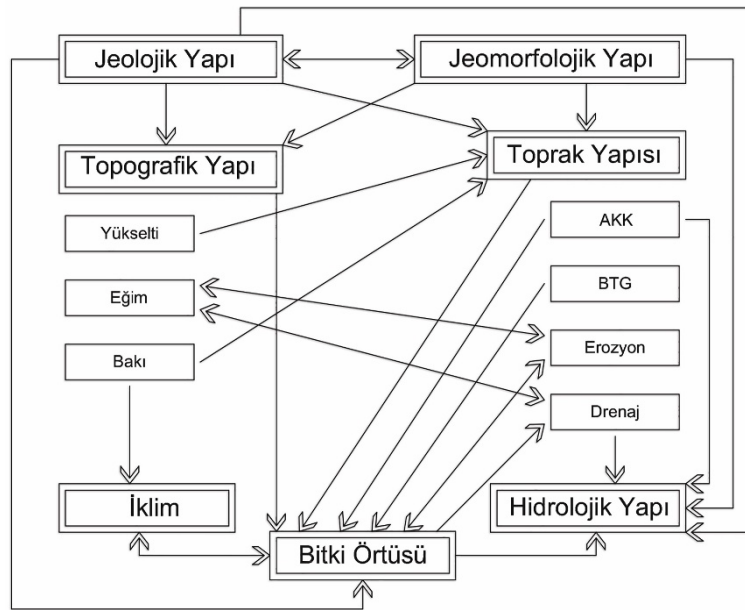 Jeolojik Yapı
Jeomorfolojik Yapı
Topografik Yapı
Toprak Yapısı
Yükselti
AKK
Eğim
BTG
Bakı
Erozyon
Drenaj
İklim
Hidrolojik Yapı
Bitki Örtüsü